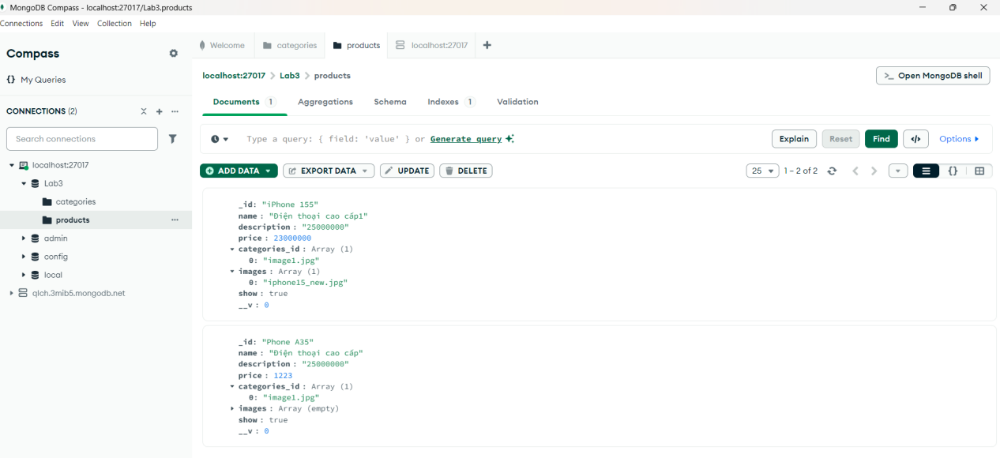 MongoDB Compass - localhost:27017/Lab3.products
Connections Edit View Collection Help
Compass
{} My Queries
CONNECTIONS (2)
Search connections
localhost:27017
Lab3
categories
products
admin
config
local
qlch.3mib5.mongodb.net
Welcome categories products localhost:27017
localhost:27017 > Lab3 > products
>_ Open MongoDB shell
Documents 1 Aggregations Schema Indexes 1 Validation
Type a query: { field: 'value' } or Generate query
Explain Reset Find </> Options
ADD DATA EXPORT DATA UPDATE DELETE
25 1 – 2 of 2 {}
_id: "iPhone 155"
name : "Điện thoại cao cấp1"
description : "25000000"
price : 23000000
categories_id : Array (1)
0: "image1.jpg"
images : Array (1)
0: "iphone15_new.jpg"
show : true
__v : 0
_id: "Phone A35"
name : "Điện thoại cao cấp"
description : "25000000"
price : 1223
categories_id : Array (1)
0: "image1.jpg"
images : Array (empty)
show : true
__v : 0